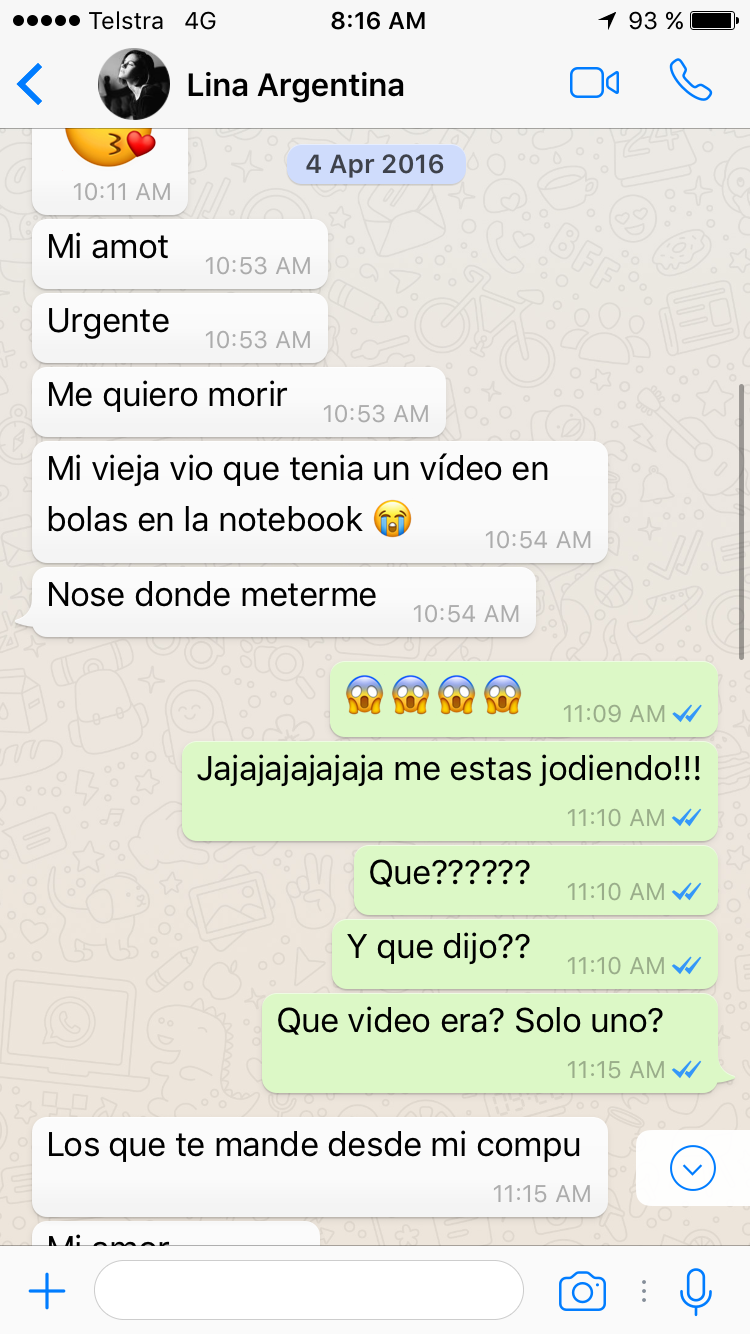 Telstra 4G 8:16 AM 93 %
Lina Argentina
10:11 AM
4 Apr 2016
Mi amot 10:53 AM
Urgente 10:53 AM
Me quiero morir 10:53 AM
Mi vieja vio que tenia un vídeo en
bolas en la notebook 😭 10:54 AM
Nose donde meterme 10:54 AM
😱😱😱😱 11:09 AM
Jajajajajajaja me estas jodiendo!!!
11:10 AM
Que?????? 11:10 AM
Y que dijo?? 11:10 AM
Que video era? Solo uno?
11:15 AM
Los que te mande desde mi compu
11:15 AM
Mi amor